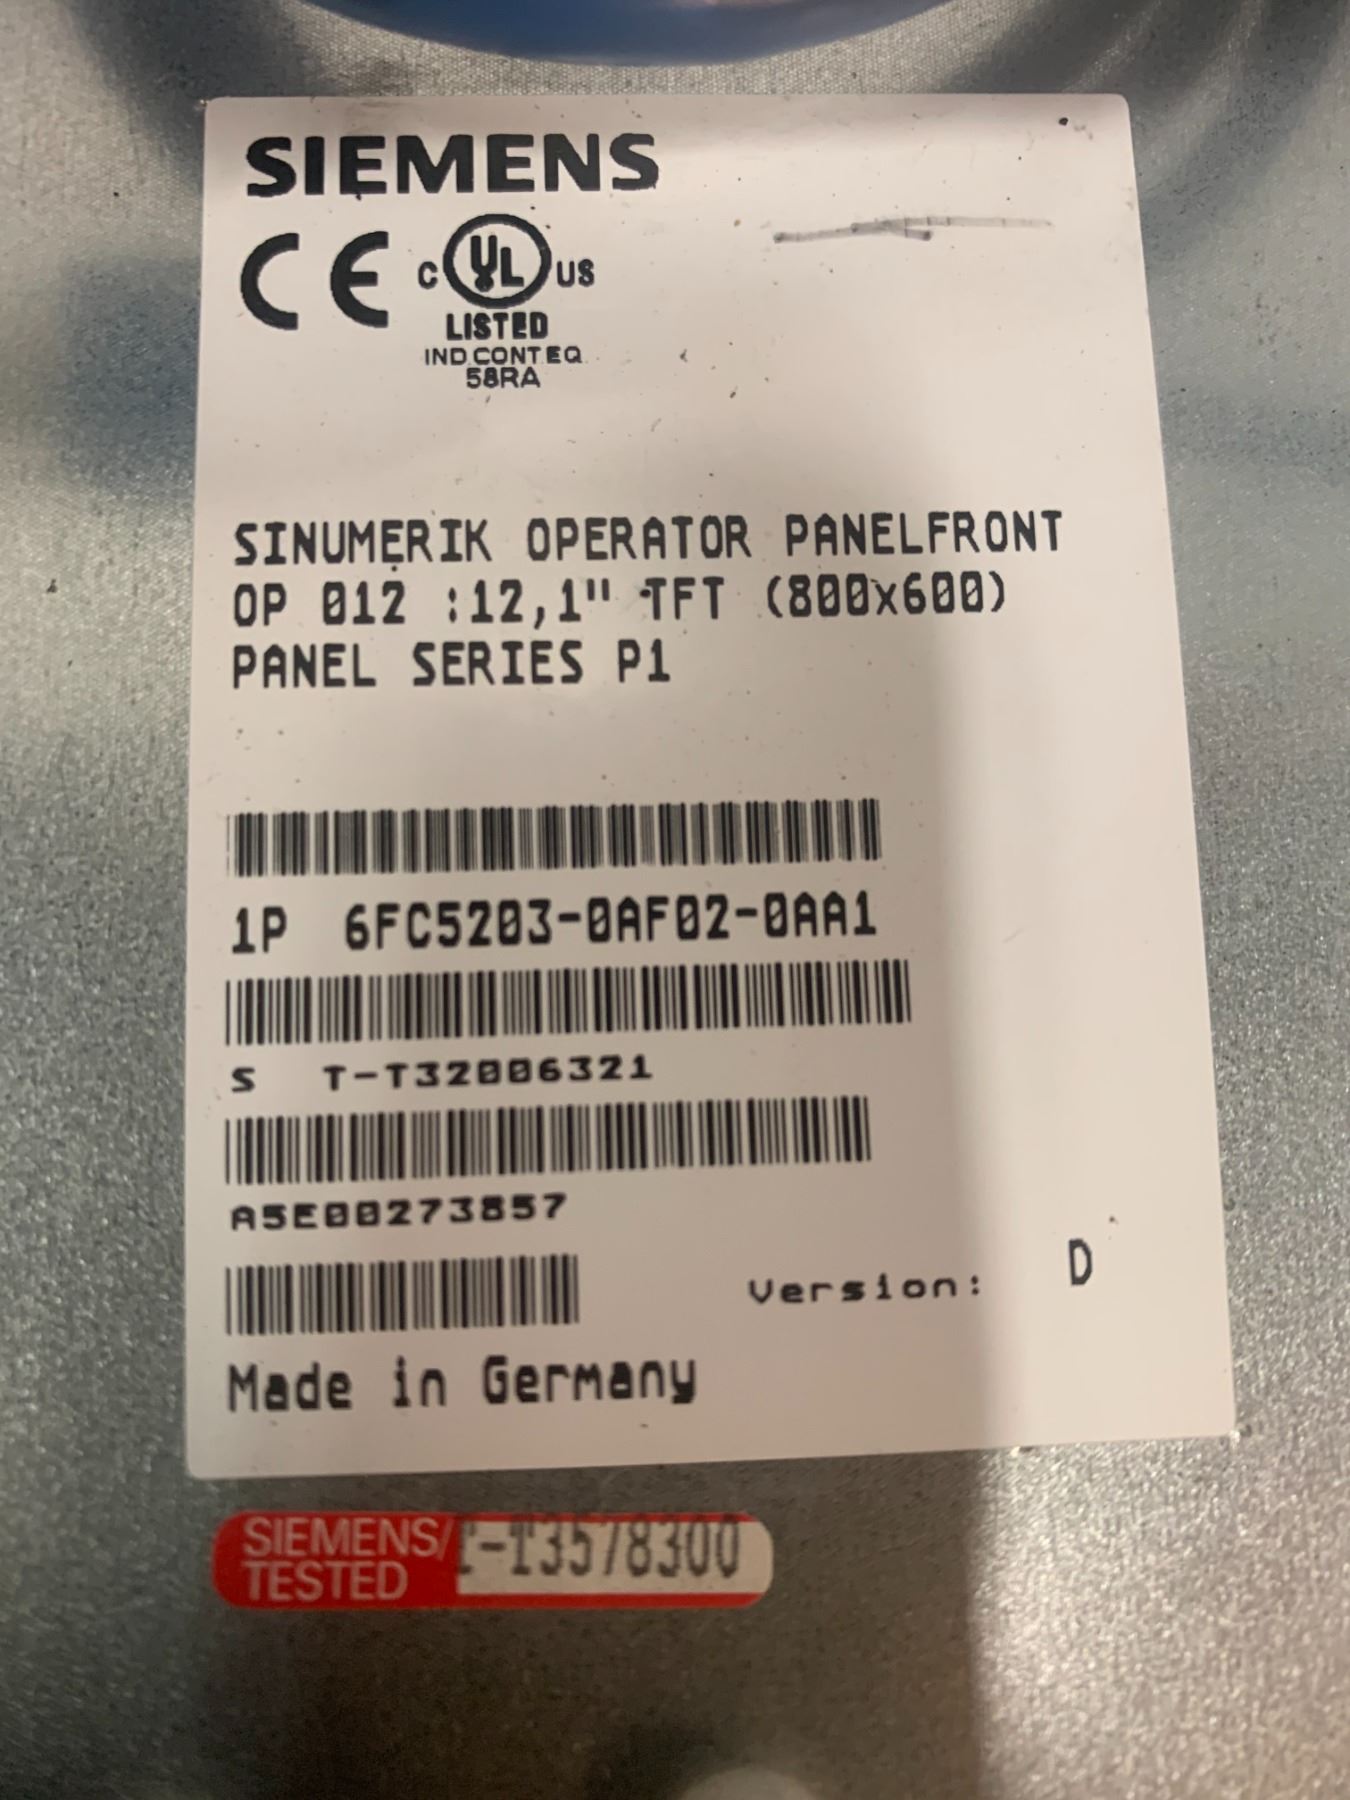 SIEMENS
CE c UL US
LISTED
IND.CONT.EQ
58RA
SINUMERIK OPERATOR PANELFRONT
OP 012 :12,1" TFT (800x600)
PANEL SERIES P1
1P 6FC5203-0AF02-0AA1
S T-T32006321
A5E00273857
Version: D
Made in Germany
SIEMENS/
TESTED
T-T3578300